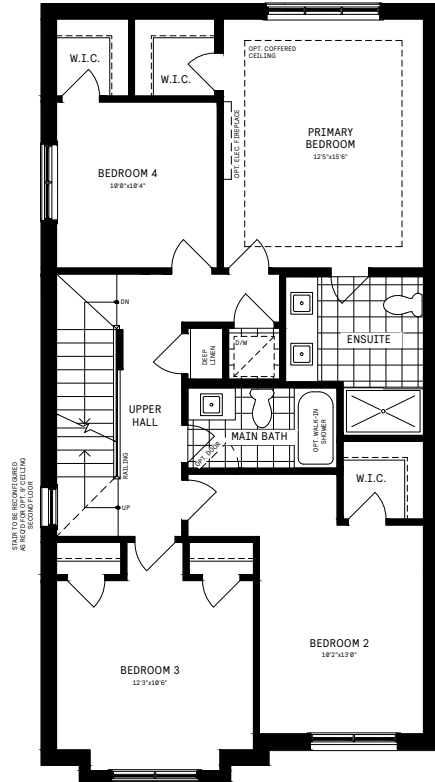 W.I.C.
W.I.C.
OPT. COFFERED
CEILING
PRIMARY
BEDROOM
12'5"x15'6"
OPT. ELEC. FIREPLACE
BEDROOM 4
10'0"x10'4"
DN
DEEP
LINEN
D/W
ENSUITE
UPPER
HALL
RAILING
MAIN BATH
OPT. DOOR
OPT. WALK-IN
SHOWER
W.I.C.
UP
STAIR TO BE RECONFIGURED
AS REQ'D FOR OPT. 9' CEILING
SECOND FLOOR
BEDROOM 2
10'2"x13'0"
BEDROOM 3
12'3"x10'6"